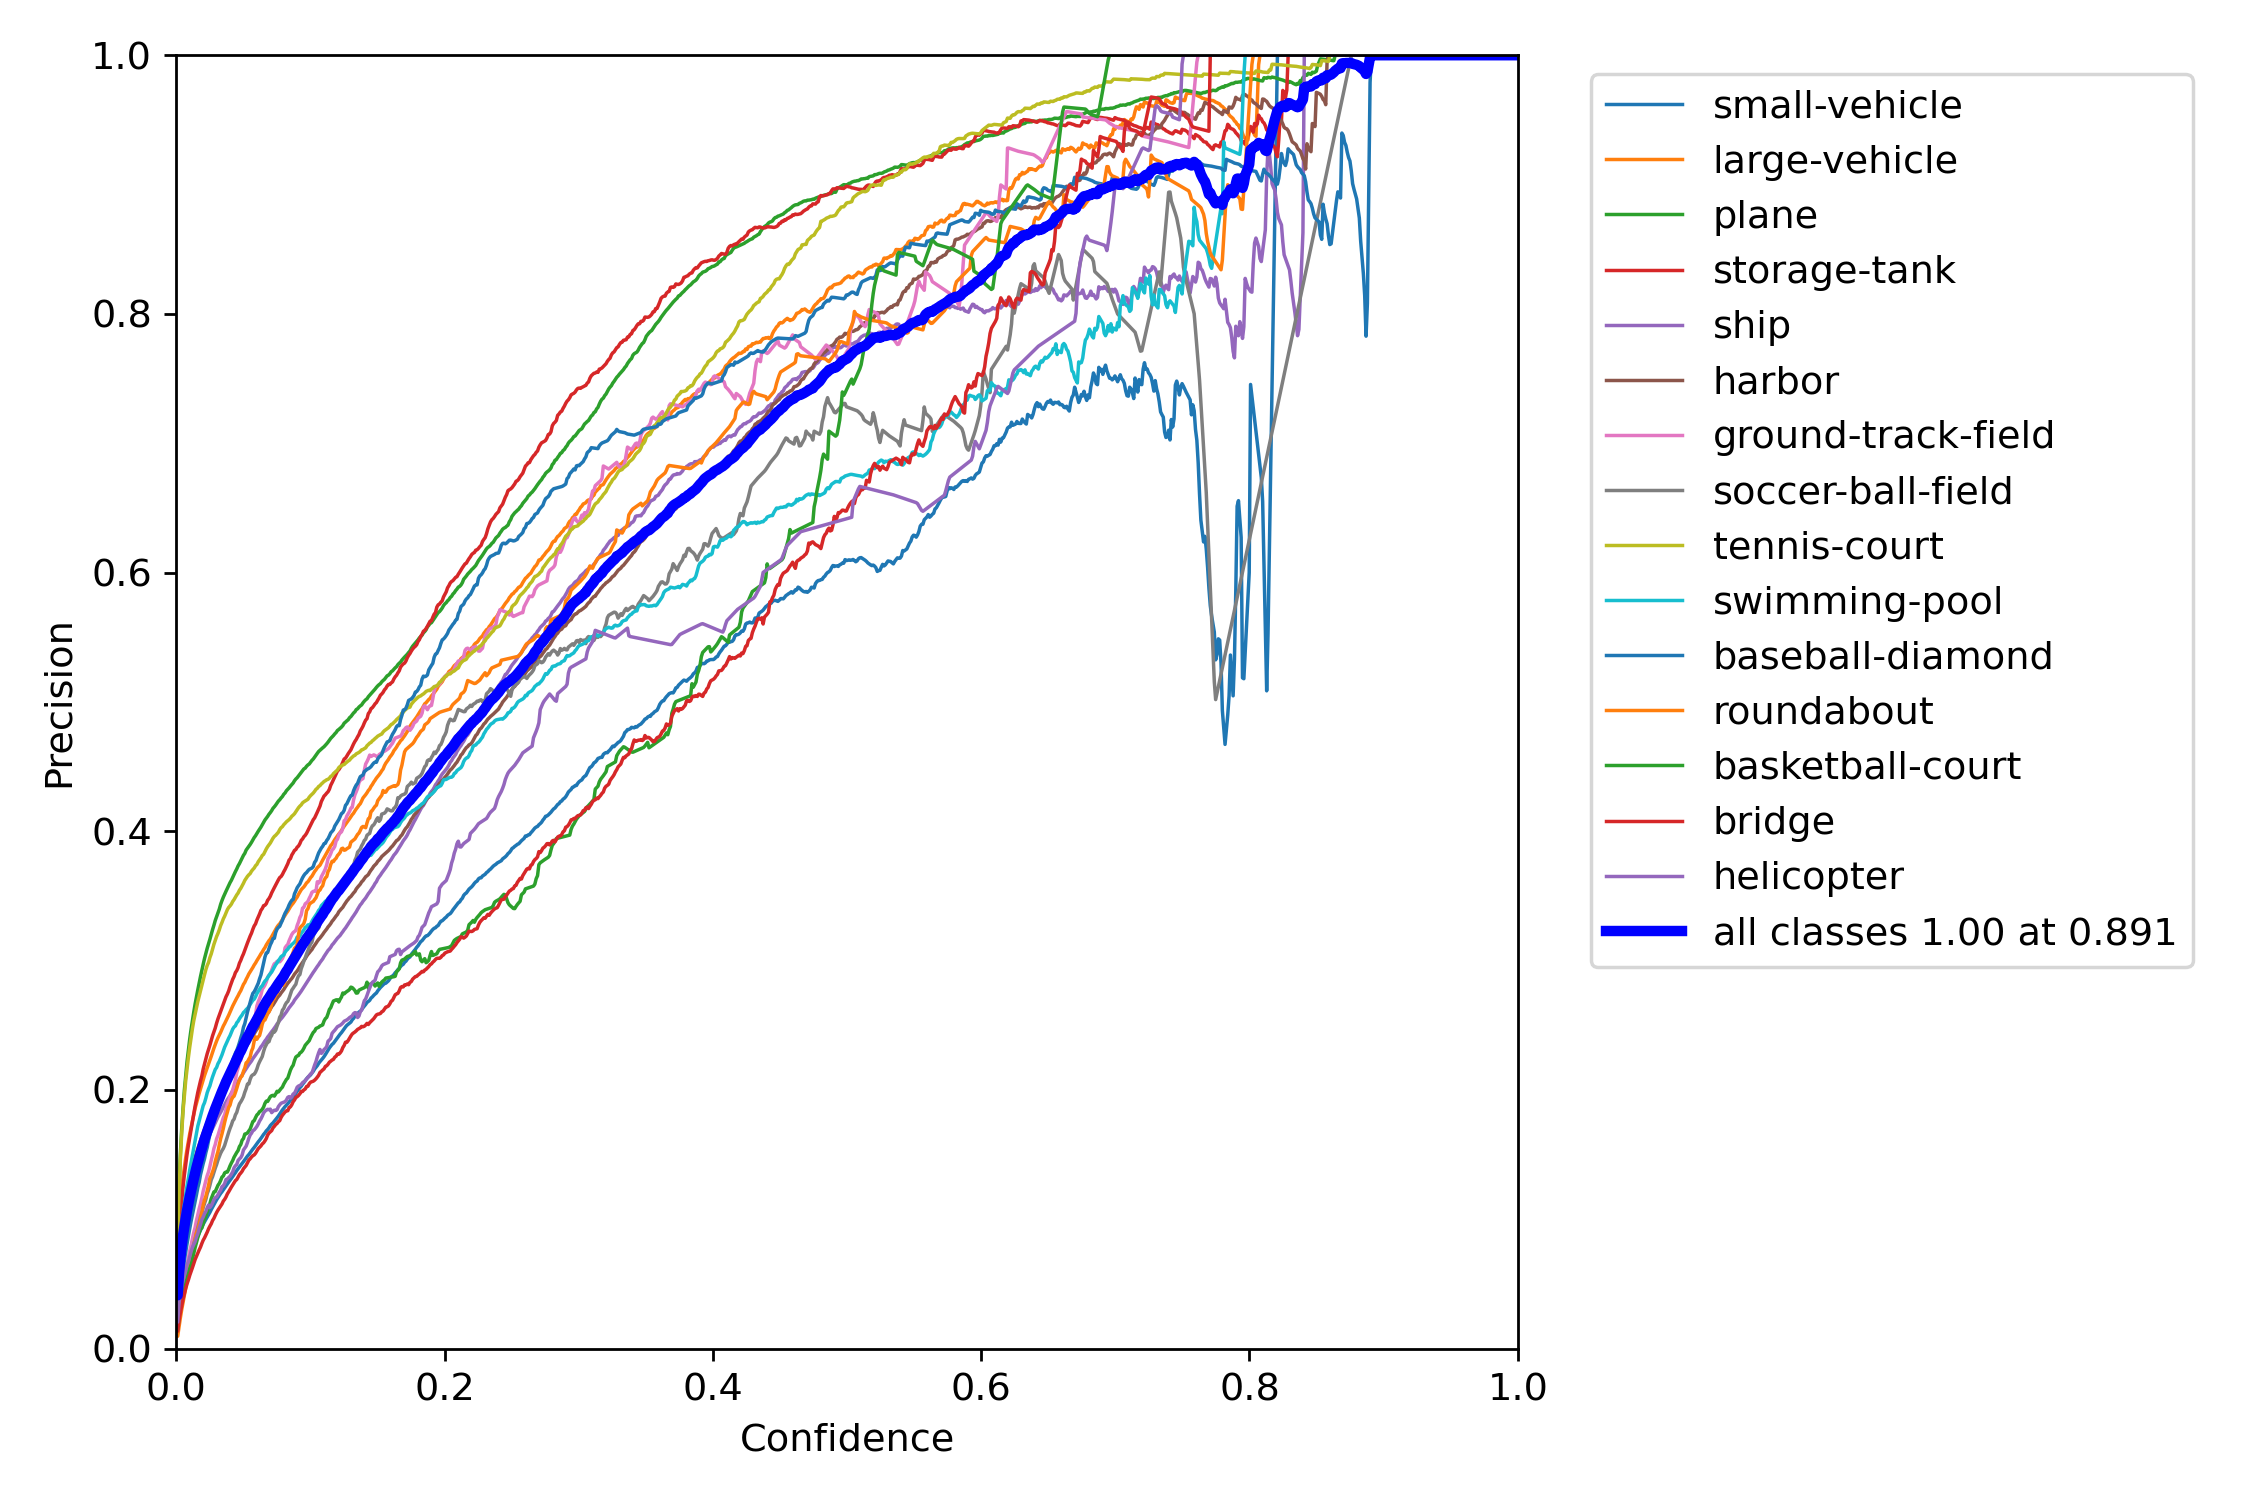 1.0
0.8
0.6
0.4
0.2
0.0
Precision
0.0 0.2 0.4 0.6 0.8 1.0
Confidence
small-vehicle
large-vehicle
plane
storage-tank
ship
harbor
ground-track-field
soccer-ball-field
tennis-court
swimming-pool
baseball-diamond
roundabout
basketball-court
bridge
helicopter
all classes 1.00 at 0.891